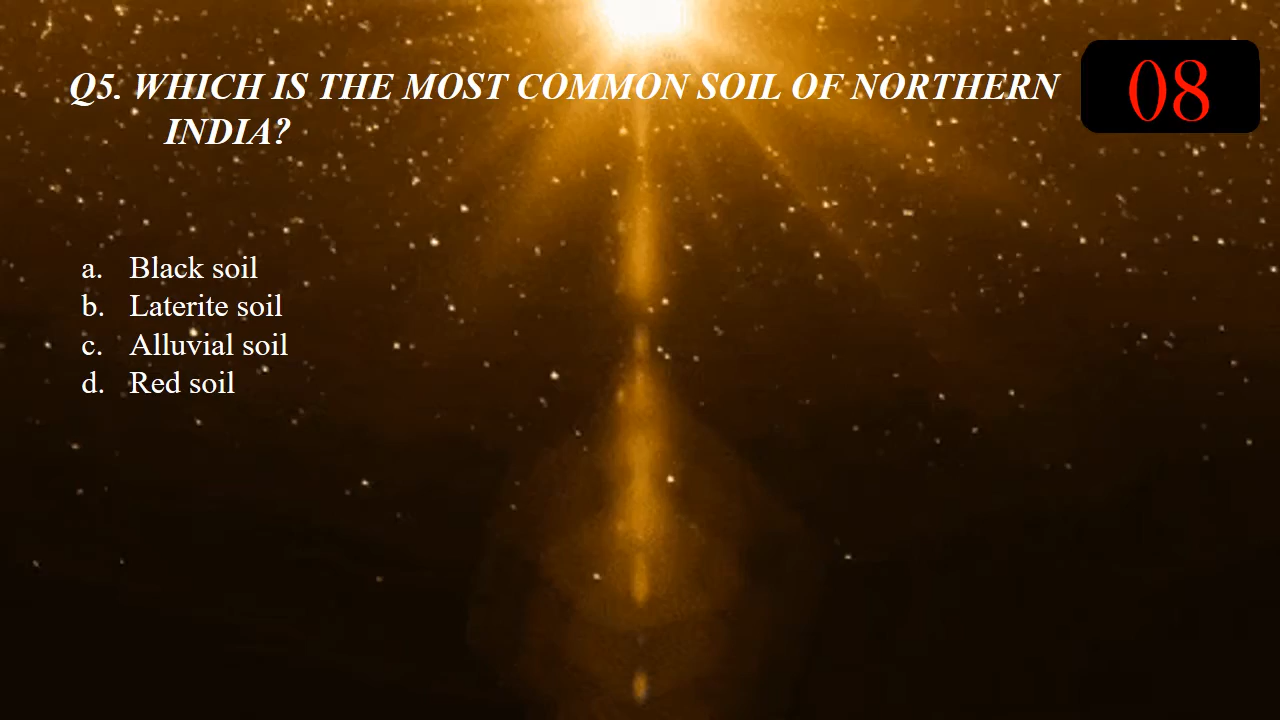 Q5. WHICH IS THE MOST COMMON SOIL OF NORTHERN
INDIA?
08
a. Black soil
b. Laterite soil
c. Alluvial soil
d. Red soil